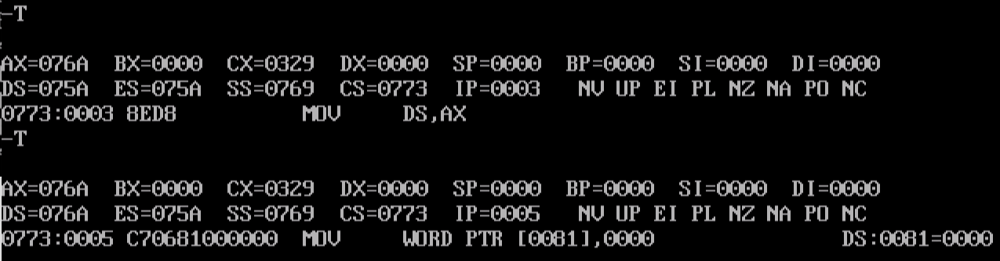 -T
AX=076A  BX=0000  CX=0329  DX=0000  SP=0000  BP=0000  SI=0000  DI=0000
DS=075A  ES=075A  SS=0769  CS=0773  IP=0003   NV UP EI PL NZ NA PO NC
0773:0003 8ED8          MOV     DS,AX
-T
AX=076A  BX=0000  CX=0329  DX=0000  SP=0000  BP=0000  SI=0000  DI=0000
DS=076A  ES=075A  SS=0769  CS=0773  IP=0005   NV UP EI PL NZ NA PO NC
0773:0005 C70681000000  MOV     WORD PTR [0081],0000               DS:0081=0000